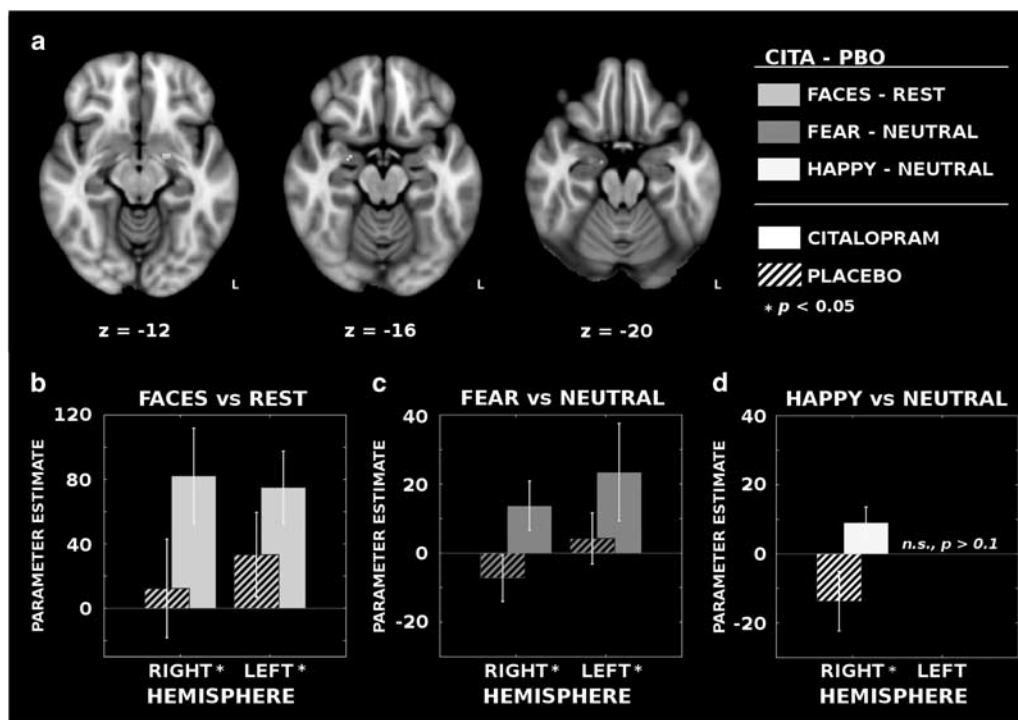 a
CITA - PBO
FACES - REST
FEAR - NEUTRAL
HAPPY - NEUTRAL
CITALOPRAM
PLACEBO
* p < 0.05
L
L
L
z = -12
z = -16
z = -20
b
FACES vs REST
PARAMETER ESTIMATE
120
80
40
0
RIGHT *
LEFT *
HEMISPHERE
c
FEAR vs NEUTRAL
PARAMETER ESTIMATE
40
20
0
-20
RIGHT *
LEFT *
HEMISPHERE
d
HAPPY vs NEUTRAL
PARAMETER ESTIMATE
40
20
0
-20
n.s., p > 0.1
RIGHT *
LEFT
HEMISPHERE